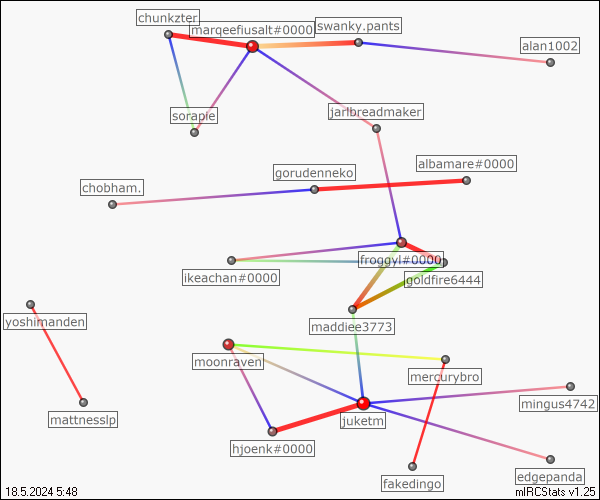 chunkzter
marqeefiusalt#0000
swanky.pants
alan1002
sorapie
jarlbreadmaker
albamare#0000
gorudenneko
chobham.
froggyl#0000
ikeachan#0000
goldfire6444
yoshimanden
maddiee3773
moonraven
mercurybro
mingus4742
mattnesslp
juketm
hjoenk#0000
edgepanda
fakedingo
18.5.2024 5:48
mIRCStats v1.25